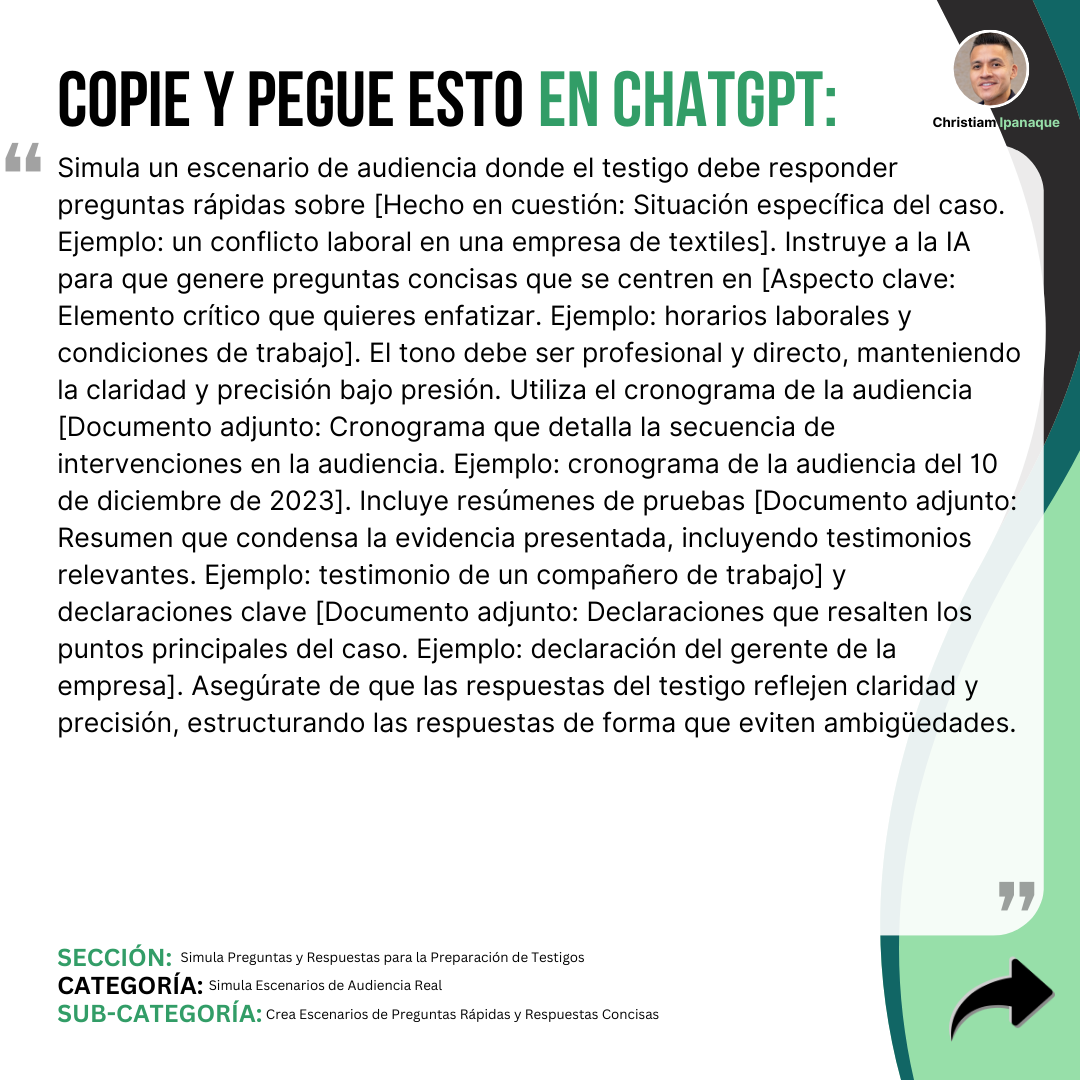 COPIE Y PEGUE ESTO EN CHATGPT:
Christiam Ipanaque
“
Simula un escenario de audiencia donde el testigo debe responder
preguntas rápidas sobre [Hecho en cuestión: Situación específica del caso.
Ejemplo: un conflicto laboral en una empresa de textiles]. Instruye a la IA
para que genere preguntas concisas que se centren en [Aspecto clave:
Elemento crítico que quieres enfatizar. Ejemplo: horarios laborales y
condiciones de trabajo]. El tono debe ser profesional y directo, manteniendo
la claridad y precisión bajo presión. Utiliza el cronograma de la audiencia
[Documento adjunto: Cronograma que detalla la secuencia de
intervenciones en la audiencia. Ejemplo: cronograma de la audiencia del 10
de diciembre de 2023]. Incluye resúmenes de pruebas [Documento adjunto:
Resumen que condensa la evidencia presentada, incluyendo testimonios
relevantes. Ejemplo: testimonio de un compañero de trabajo] y
declaraciones clave [Documento adjunto: Declaraciones que resalten los
puntos principales del caso. Ejemplo: declaración del gerente de la
empresa]. Asegúrate de que las respuestas del testigo reflejen claridad y
precisión, estructurando las respuestas de forma que eviten ambigüedades.
”
SECCIÓN: Simula Preguntas y Respuestas para la Preparación de Testigos
CATEGORÍA: Simula Escenarios de Audiencia Real
SUB-CATEGORÍA: Crea Escenarios de Preguntas Rápidas y Respuestas Concisas